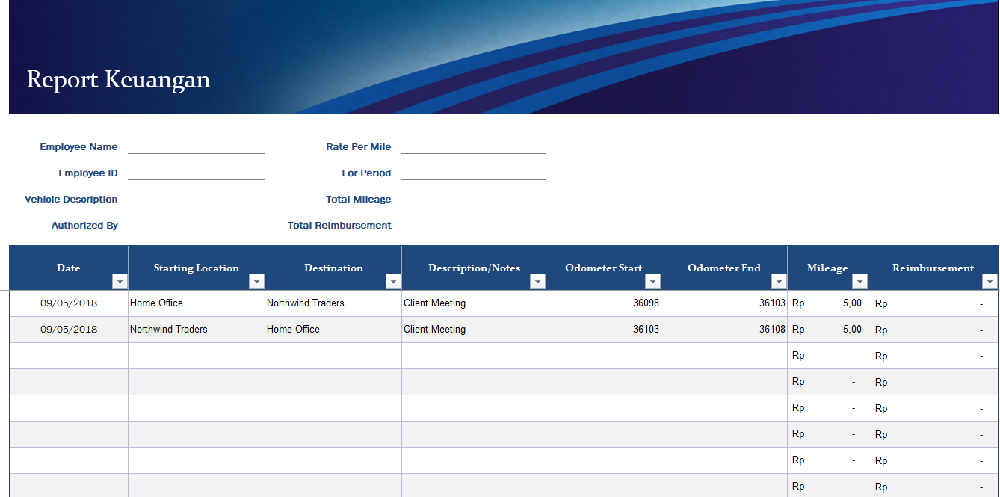 Report Keuangan
Employee Name Rate Per Mile
Employee ID For Period
Vehicle Description Total Mileage
Authorized By Total Reimbursement
Date Starting Location Destination Description/Notes Odometer Start Odometer End Mileage Reimbursement
09/05/2018 Home Office Northwind Traders Client Meeting 36098 36103 Rp 5,00 Rp -
09/05/2018 Northwind Traders Home Office Client Meeting 36103 36108 Rp 5,00 Rp -
Rp - Rp -
Rp - Rp -
Rp - Rp -
Rp - Rp -
Rp - Rp -
Rp - Rp -